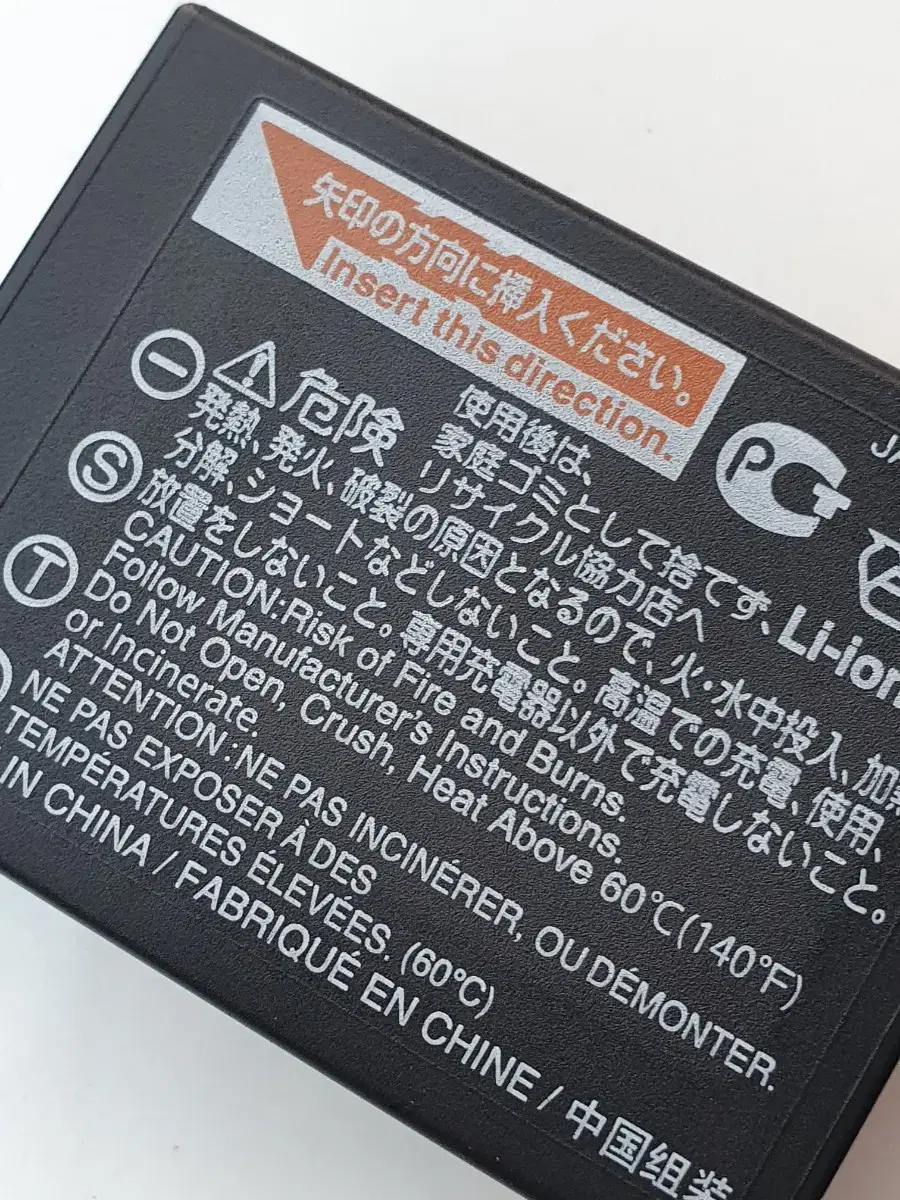 矢印の方向に挿入ください。
Insert this direction.
使用後は、
家庭ゴミとして捨てず、
リサイクル協力店へ
Li-ion
PG
⊖ ⚠危険
発熱、発火、破裂の原因となるので、火・水中投入、加熱
分解、ショートなどしないこと。高温での充電、使用、
放置をしないこと。専用充電器以外で充電しないこと。
CAUTION:Risk of Fire and Burns.
Follow Manufacturer's Instructions.
Do Not Open, Crush, Heat Above 60℃(140°F)
or Incinerate.
ATTENTION:NE PAS INCINÉRER, OU DÉMONTER.
NE PAS EXPOSER À DES
TEMPÉRATURES ÉLEVÉES. (60°C)
IN CHINA / FABRIQUÉ EN CHINE / 中国组装
S
T